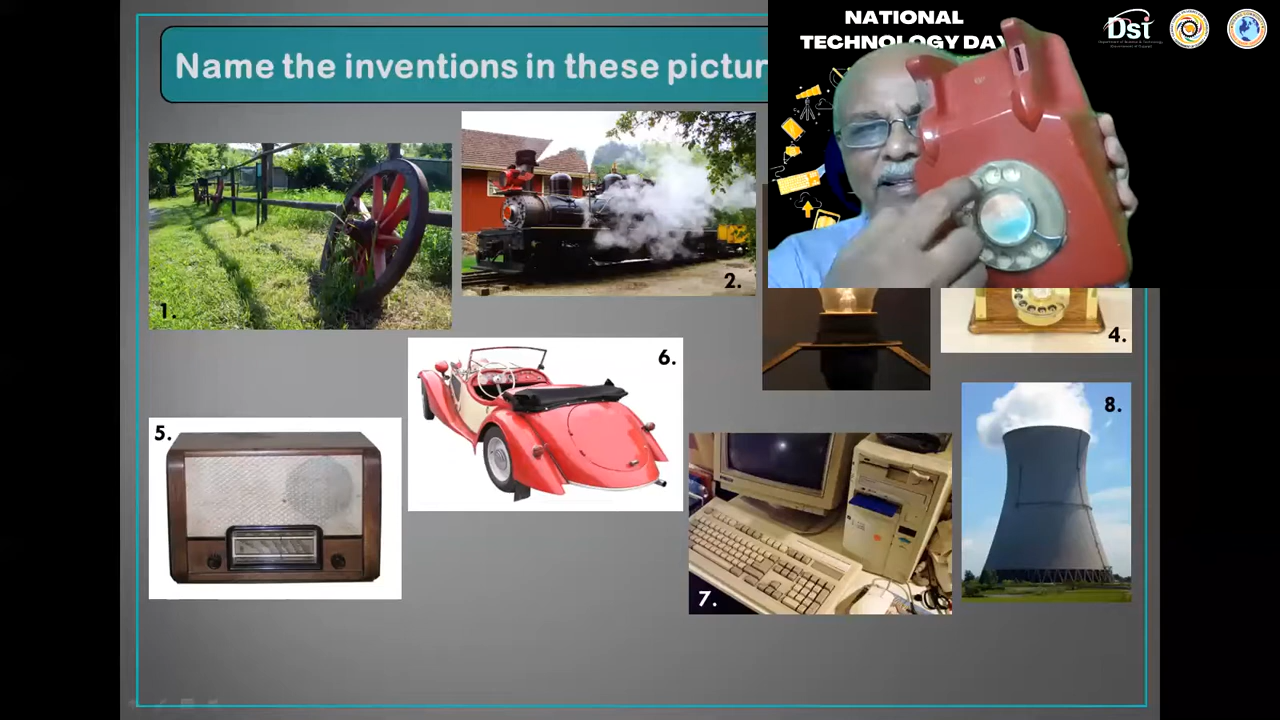 NATIONAL
TECHNOLOGY DAY
Dst
Name the inventions in these pictur
1.
2.
4.
5.
6.
7.
8.